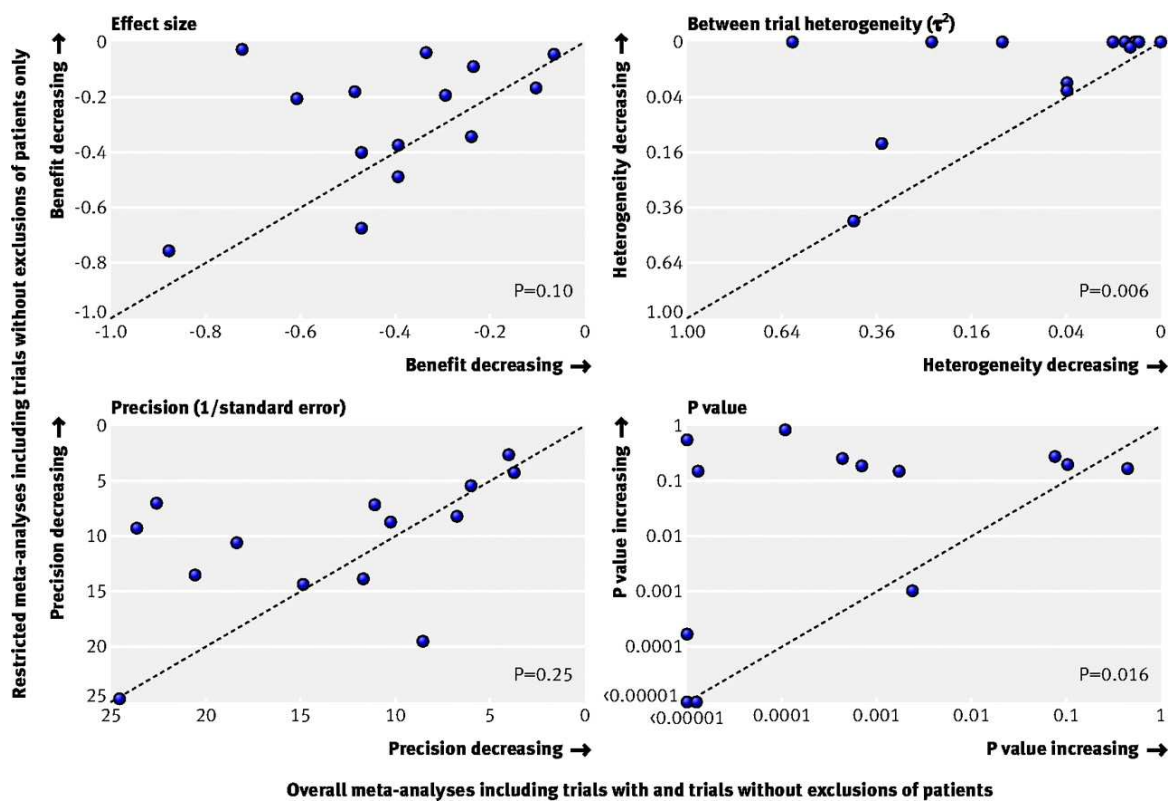 Restricted meta-analyses including trials without exclusions of patients only
Effect size
Benefit decreasing →
0
-0.2
-0.4
-0.6
-0.8
-1.0
P=0.10
-1.0 -0.8 -0.6 -0.4 -0.2 0
Benefit decreasing →
Between trial heterogeneity (τ²)
Heterogeneity decreasing →
0
0.04
0.16
0.36
0.64
1.00
P=0.006
1.00 0.64 0.36 0.16 0.04 0
Heterogeneity decreasing →
Precision (1/standard error)
Precision decreasing →
0
5
10
15
20
25
P=0.25
25 20 15 10 5 0
Precision decreasing →
P value
P value increasing →
1
0.1
0.01
0.001
0.0001
<0.00001
P=0.016
<0.00001 0.0001 0.001 0.01 0.1 1
P value increasing →
Overall meta-analyses including trials with and trials without exclusions of patients